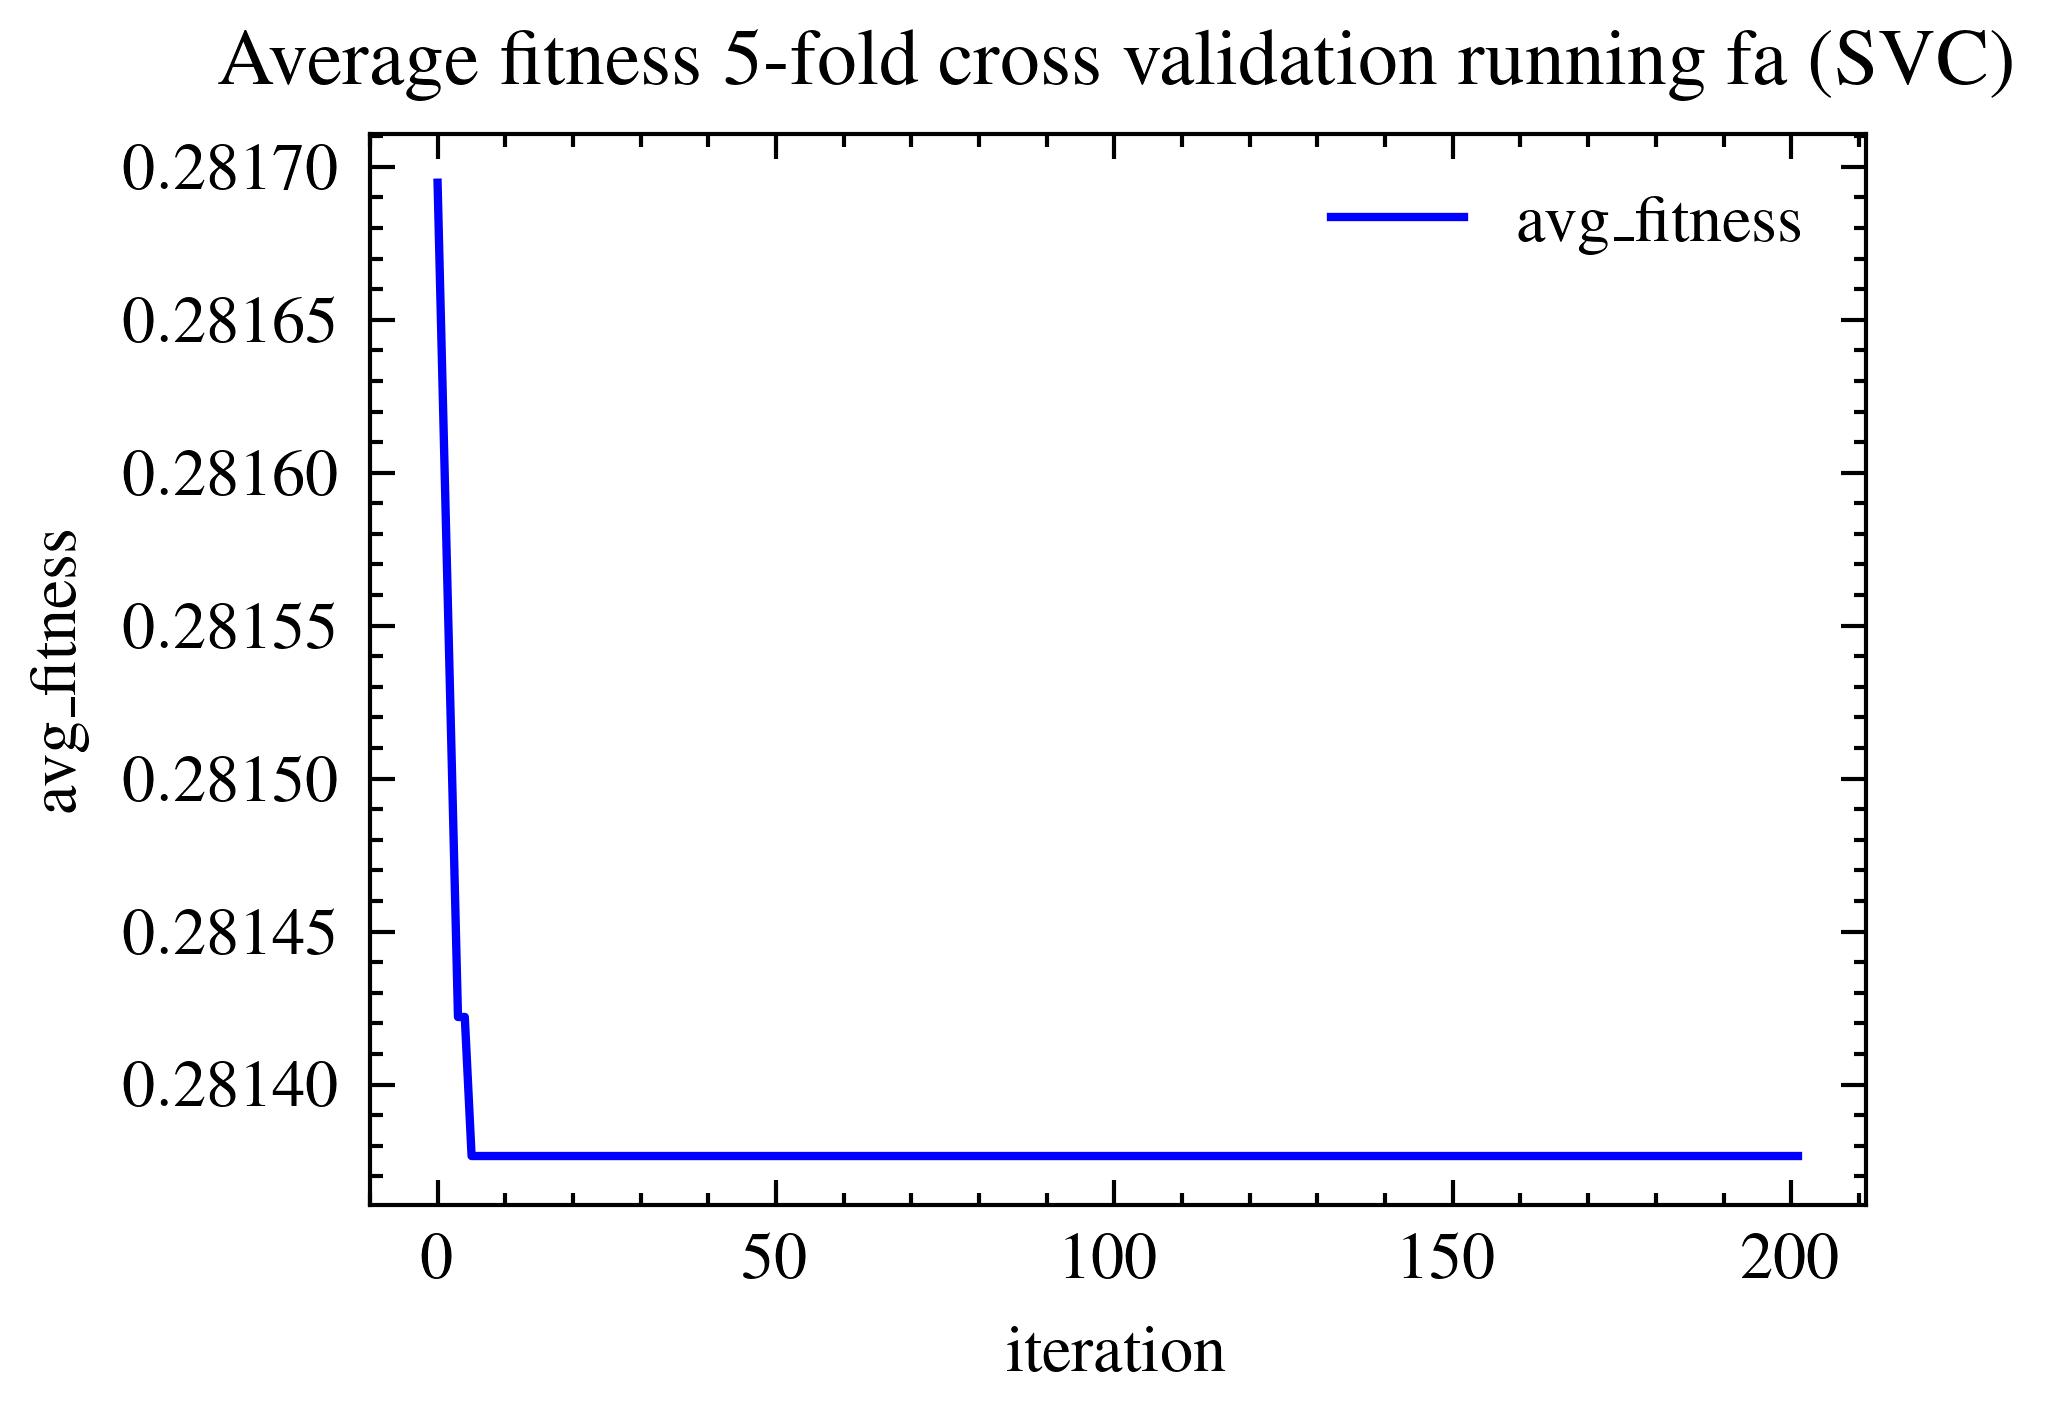 Average fitness 5-fold cross validation running fa (SVC)
avg_fitness
0.28170
0.28165
0.28160
0.28155
0.28150
0.28145
0.28140
avg_fitness
0 50 100 150 200
iteration